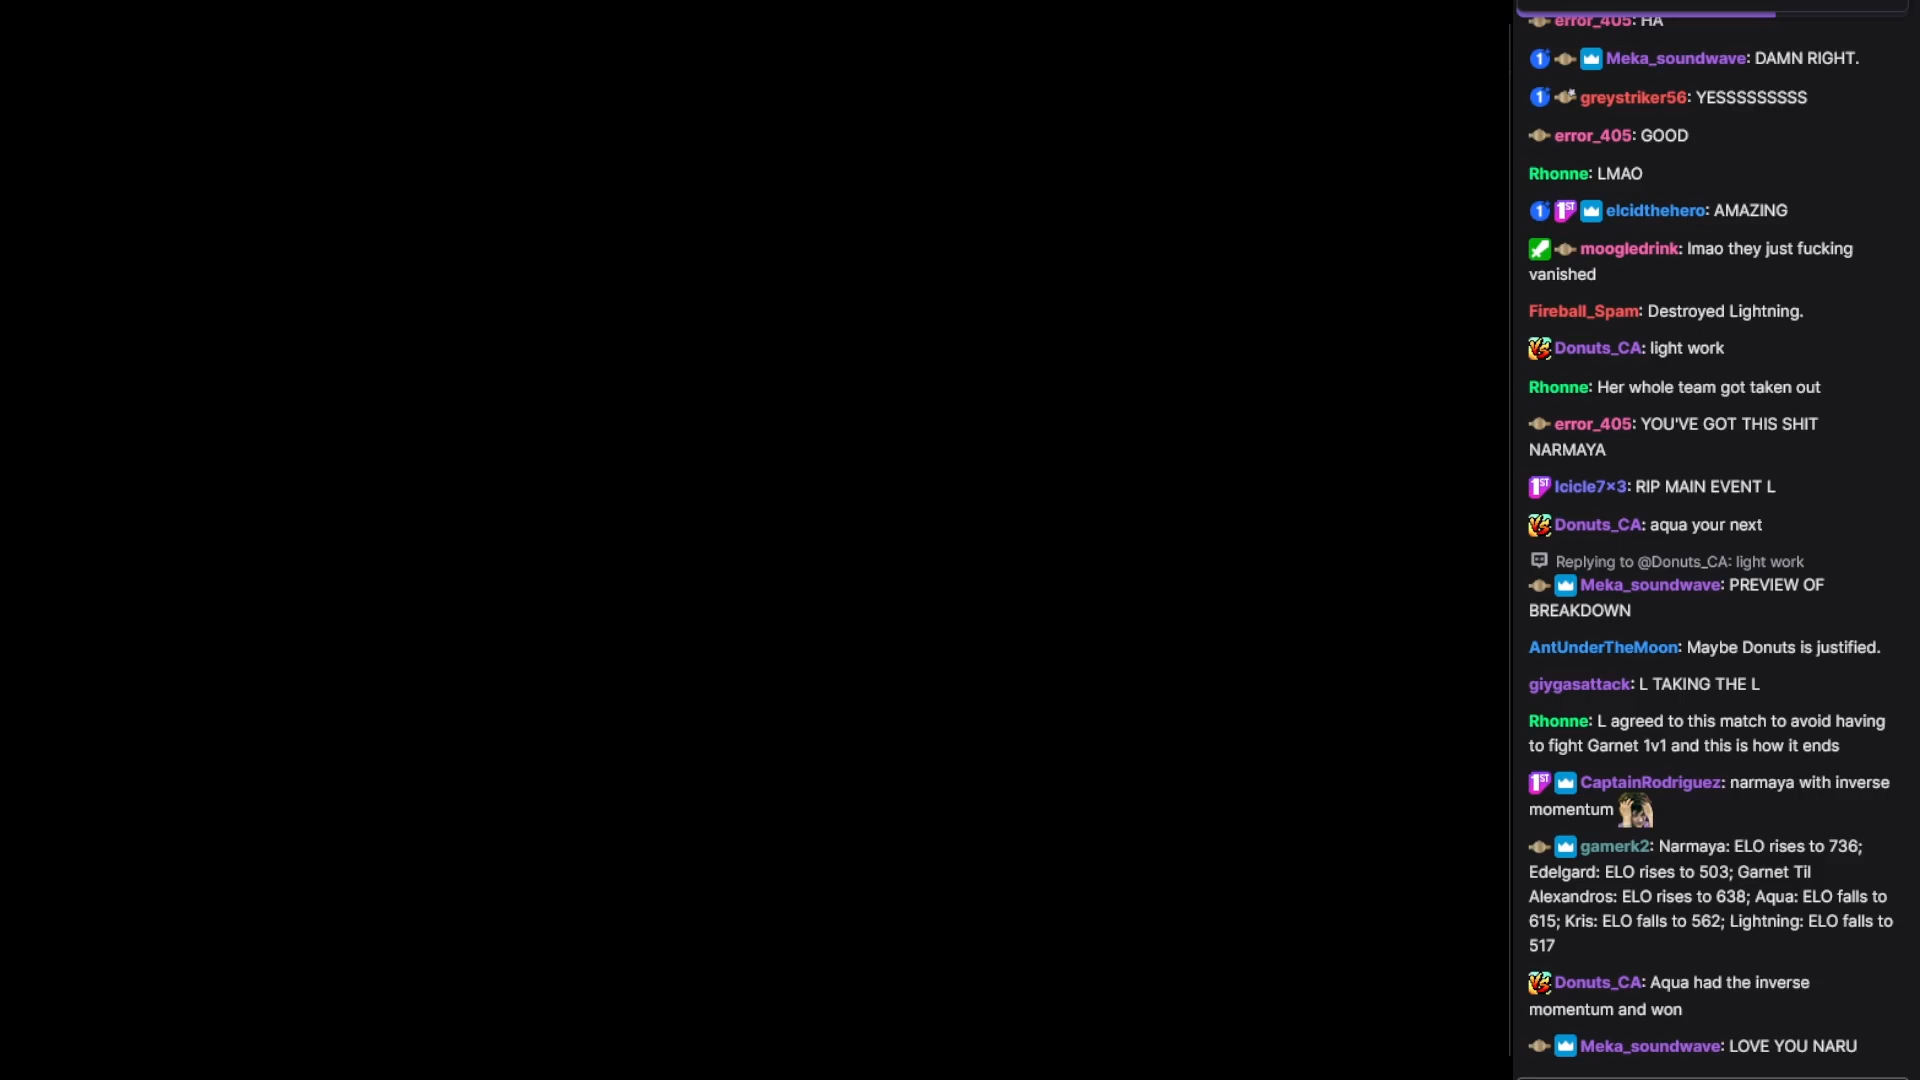 error_405: HA
Meka_soundwave: DAMN RIGHT.
greystriker56: YESSSSSSSSS
error_405: GOOD
Rhonne: LMAO
elcidthehero: AMAZING
moogledrink: lmao they just fucking
vanished
Fireball_Spam: Destroyed Lightning.
Donuts_CA: light work
Rhonne: Her whole team got taken out
error_405: YOU'VE GOT THIS SHIT
NARMAYA
Icicle7x3: RIP MAIN EVENT L
Donuts_CA: aqua your next
Replying to @Donuts_CA: light work
Meka_soundwave: PREVIEW OF
BREAKDOWN
AntUnderTheMoon: Maybe Donuts is justified.
giygasattack: L TAKING THE L
Rhonne: L agreed to this match to avoid having
to fight Garnet 1v1 and this is how it ends
CaptainRodriguez: narmaya with inverse
momentum
gamerk2: Narmaya: ELO rises to 736;
Edelgard: ELO rises to 503; Garnet Til
Alexandros: ELO rises to 638; Aqua: ELO falls to
615; Kris: ELO falls to 562; Lightning: ELO falls to
517
Donuts_CA: Aqua had the inverse
momentum and won
Meka_soundwave: LOVE YOU NARU